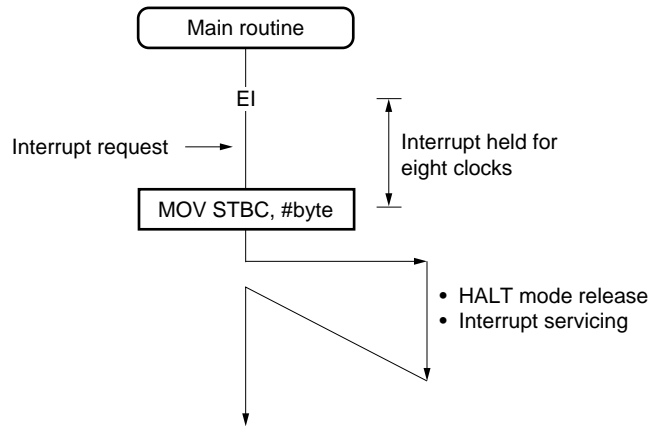 Main routine
EI
Interrupt request
Interrupt held for
eight clocks
MOV STBC, #byte
• HALT mode release
• Interrupt servicing